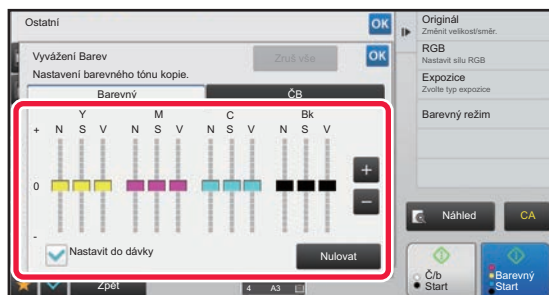 Ostatní
OK
Vyvážení Barev
Zruš vše
OK
Nastavení barevného tónu kopie.
Barevný
ČB
Y M C Bk
+ N S V N S V N S V N S V
+
0
−
-
Nastavit do dávky
Nulovat
Zpět
4 A3
Originál
Změnit velikost/směr.
RGB
Nastavit sílu RGB
Expozice
Zvolte typ expozice
Barevný režim
Náhled
CA
Č/b
Start
Barevný
Start